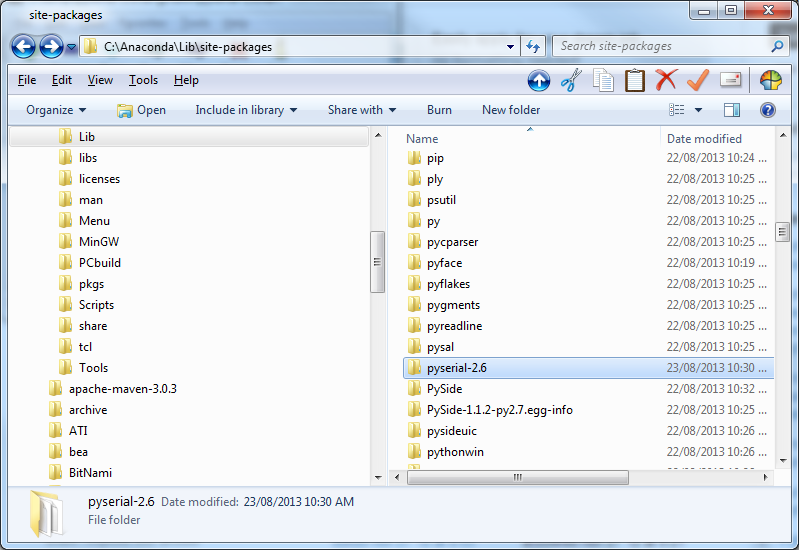 site-packages
C:\Anaconda\Lib\site-packages
Search site-packages
File Edit View Tools Help
Organize Open Include in library Share with Burn New folder
Lib
libs
licenses
man
Menu
MinGW
PCbuild
pkgs
Scripts
share
tcl
Tools
apache-maven-3.0.3
archive
ATI
bea
BitNami
Name Date modified
pip 22/08/2013 10:24 ...
ply 22/08/2013 10:25 ...
psutil 22/08/2013 10:25 ...
py 22/08/2013 10:25 ...
pycparser 22/08/2013 10:25 ...
pyface 22/08/2013 10:19 ...
pyflakes 22/08/2013 10:25 ...
pygments 22/08/2013 10:25 ...
pyreadline 22/08/2013 10:25 ...
pysal 22/08/2013 10:25 ...
pyserial-2.6 23/08/2013 10:30 ...
PySide 22/08/2013 10:32 ...
PySide-1.1.2-py2.7.egg-info 22/08/2013 10:25 ...
pysideuic 22/08/2013 10:26 ...
pythonwin 22/08/2013 10:26 ...
pyserial-2.6 Date modified: 23/08/2013 10:30 AM
File folder